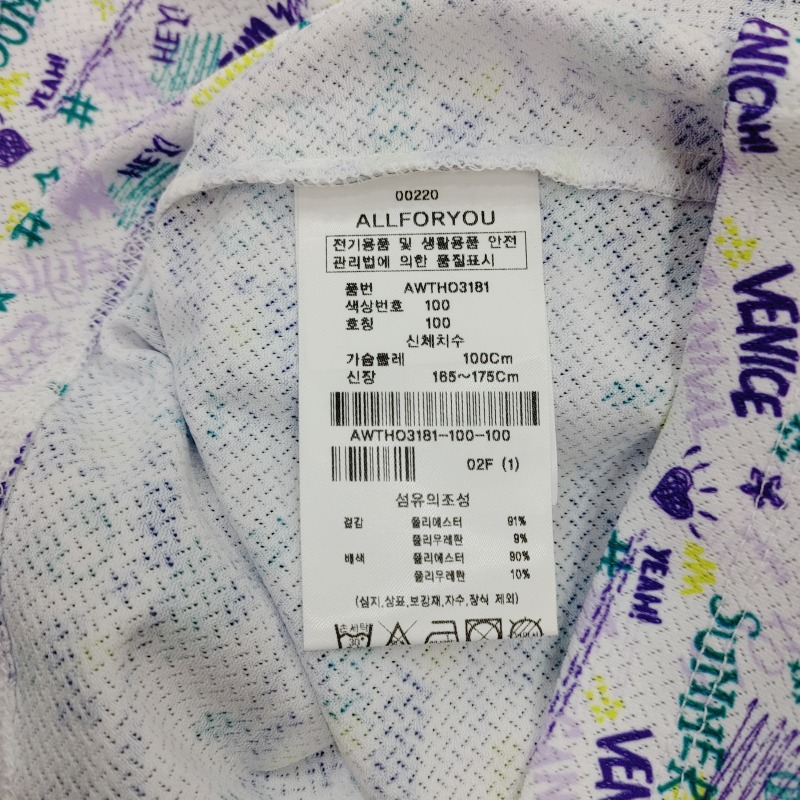 00220
ALLFORYOU
전기용품 및 생활용품 안전
관리법에 의한 품질표시
품번 AWTHO3181
색상번호 100
호칭 100
신체치수
가슴둘레 100Cm
신장 165~175Cm
AWTHO3181-100-100
02F (1)
섬유의조성
겉감 폴리에스터 91%
폴리우레탄 9%
배색 폴리에스터 90%
폴리우레탄 10%
(심지,상표,보강재,자수,장식 제외)
손세탁
30°
HEY!
YEAH!
#
HEY!
#
VENICE
YEAH!
#
SUMMER